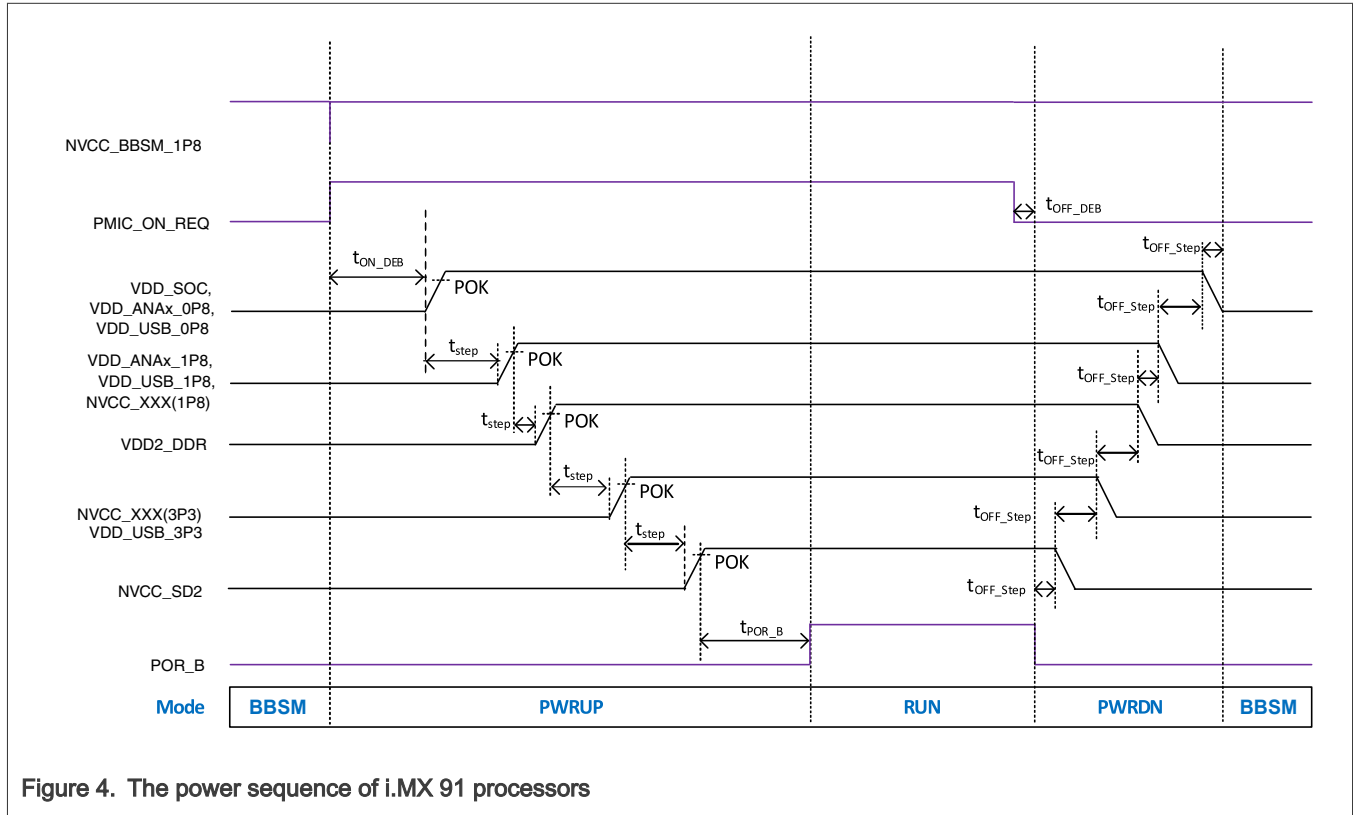 NVCC_BBSM_1P8
PMIC_ON_REQ
tOFF_DEB
tOFF_Step
tON_DEB
POK
VDD_SOC,
VDD_ANAx_0P8,
VDD_USB_0P8
tOFF_Step
tstep
POK
VDD_ANAx_1P8,
VDD_USB_1P8,
NVCC_XXX(1P8)
tOFF_Step
tstep
POK
VDD2_DDR
tOFF_Step
tstep
POK
NVCC_XXX(3P3)
VDD_USB_3P3
tOFF_Step
tstep
POK
NVCC_SD2
tOFF_Step
tPOR_B
POR_B
Mode BBSM PWRUP RUN PWRDN BBSM
Figure 4. The power sequence of i.MX 91 processors